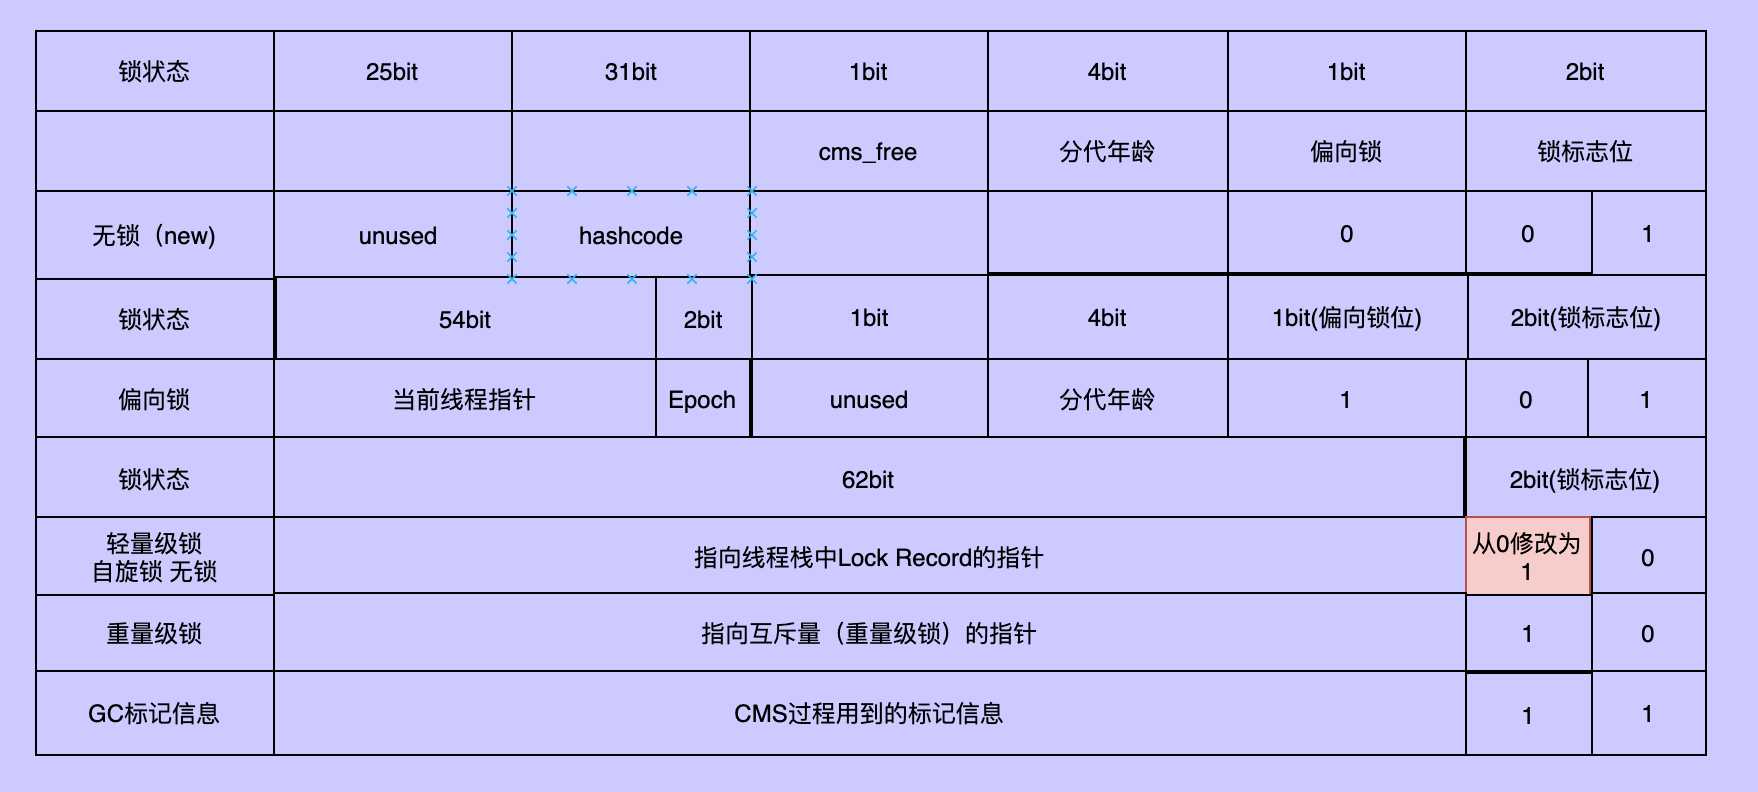 锁状态 25bit 31bit 1bit 4bit 1bit 2bit
cms_free 分代年龄 偏向锁 锁标志位
无锁（new) unused hashcode 0 0 1
锁状态 54bit 2bit 1bit 4bit 1bit(偏向锁位) 2bit(锁标志位)
偏向锁 当前线程指针 Epoch unused 分代年龄 1 0 1
锁状态 62bit 2bit(锁标志位)
轻量级锁
自旋锁 无锁
指向线程栈中Lock Record的指针
从0修改为
1
0
重量级锁 指向互斥量（重量级锁）的指针 1 0
GC标记信息 CMS过程用到的标记信息 1 1